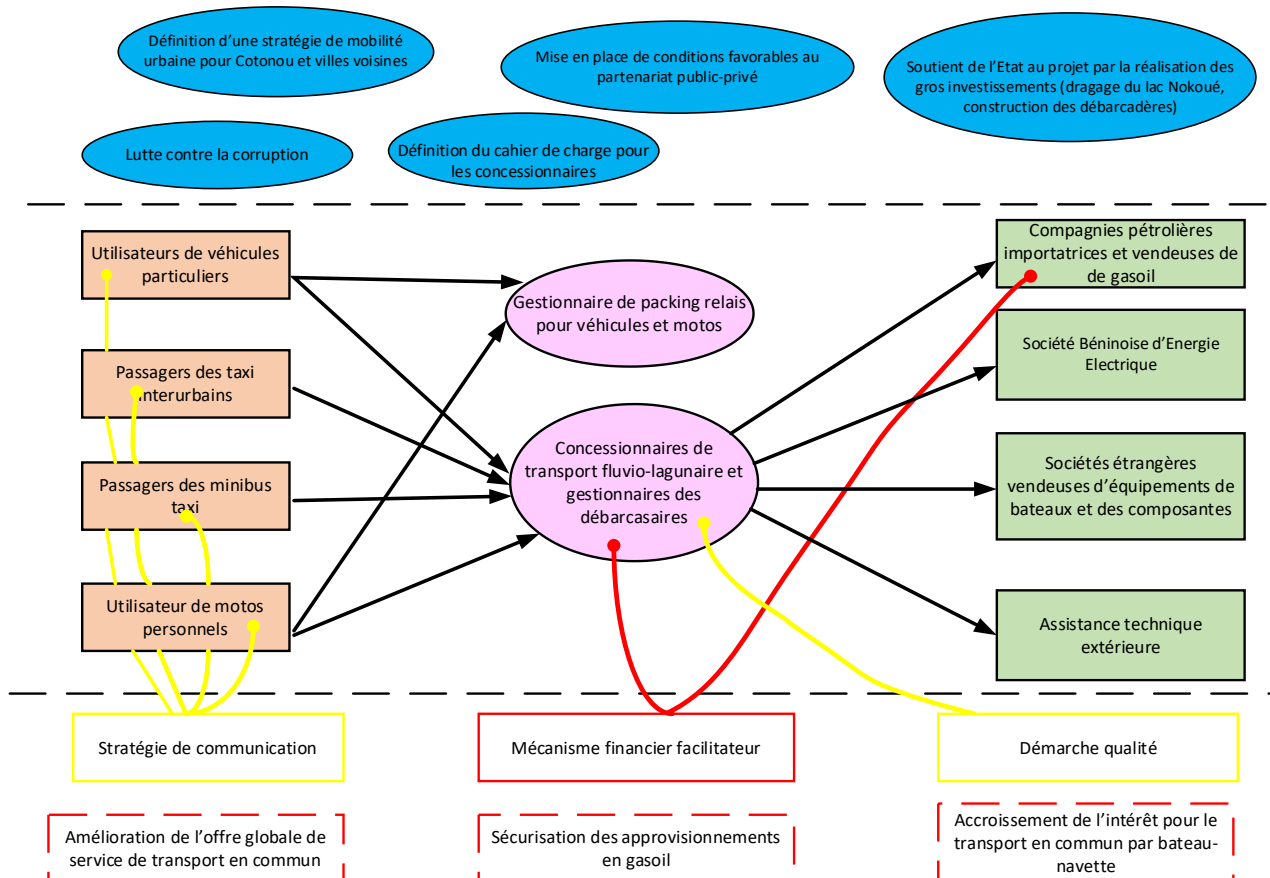 Définition d'une stratégie de mobilité
urbaine pour Cotonou et villes voisines
Mise en place de conditions favorables au
partenariat public-privé
Soutient de l'Etat au projet par la réalisation des
gros investissements (dragage du lac Nokoué,
construction des débarcadères)
Lutte contre la corruption
Définition du cahier de charge pour
les concessionnaires
Utilisateurs de véhicules
particuliers
Gestionnaire de packing relais
pour véhicules et motos
Compagnies pétrolières
importatrices et vendeuses de
de gasoil
Passagers des taxi
interurbains
Société Béninoise d'Energie
Electrique
Passagers des minibus
taxi
Concessionnaires de
transport fluvio-lagunaire et
gestionnaires des
débarcasaires
Sociétés étrangères
vendeuses d'équipements de
bateaux et des composantes
Utilisateur de motos
personnels
Assistance technique
extérieure
Stratégie de communication
Mécanisme financier facilitateur
Démarche qualité
Amélioration de l'offre globale de
service de transport en commun
Sécurisation des approvisionnements
en gasoil
Accroissement de l'intérêt pour le
transport en commun par bateau-
navette